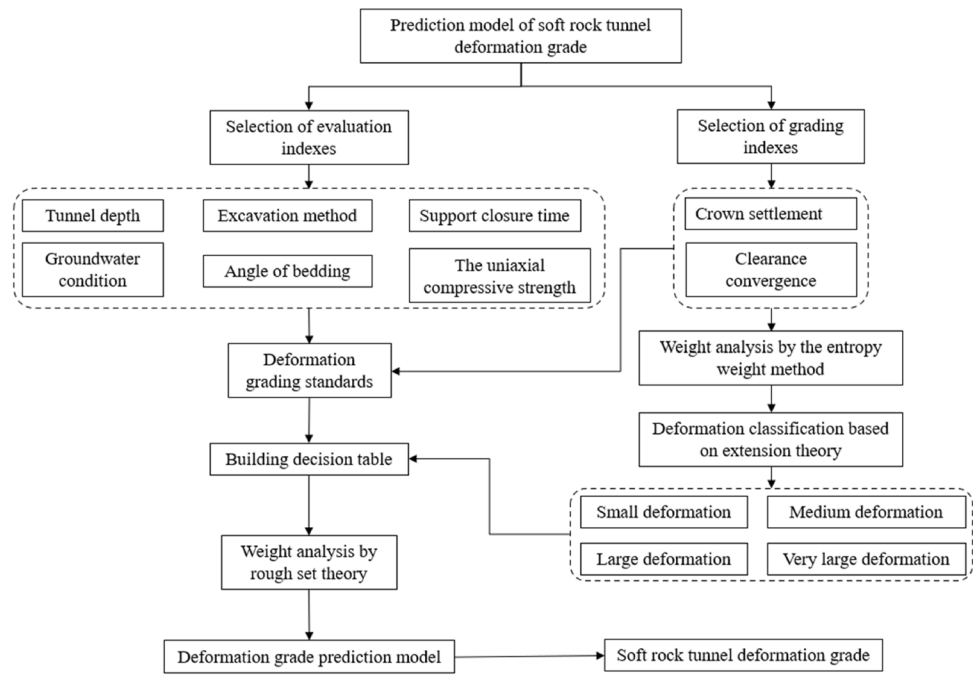 Prediction model of soft rock tunnel
deformation grade
Selection of evaluation
indexes
Selection of grading
indexes
Tunnel depth
Excavation method
Support closure time
Groundwater
condition
Angle of bedding
The uniaxial
compressive strength
Crown settlement
Clearance
convergence
Deformation
grading standards
Weight analysis by the entropy
weight method
Deformation classification based
on extension theory
Building decision table
Small deformation
Medium deformation
Large deformation
Very large deformation
Weight analysis by
rough set theory
Deformation grade prediction model
Soft rock tunnel deformation grade